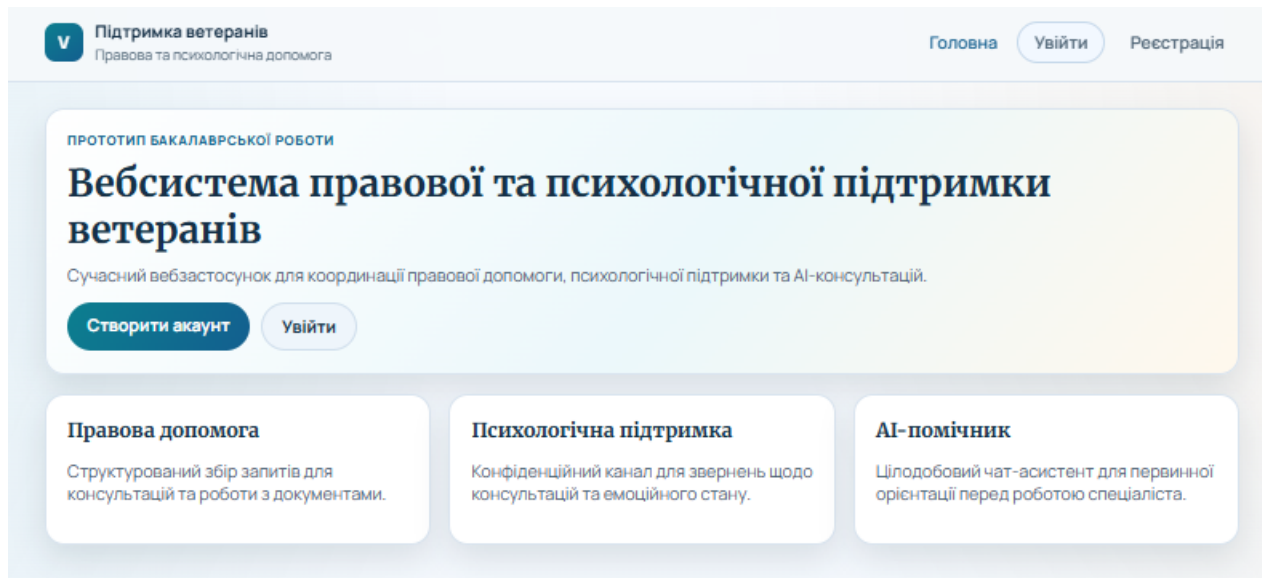 V
Підтримка ветеранів
Правова та психологічна допомога
Головна
Увійти
Реєстрація
ПРОТОТИП БАКАЛАВРСЬКОЇ РОБОТИ
Вебсистема правової та психологічної підтримки
ветеранів
Сучасний вебзастосунок для координації правової допомоги, психологічної підтримки та AI-консультацій.
Створити акаунт
Увійти
Правова допомога
Структурований збір запитів для
консультацій та роботи з документами.
Психологічна підтримка
Конфіденційний канал для звернень щодо
консультацій та емоційного стану.
AI-помічник
Цілодобовий чат-асистент для первинної
орієнтації перед роботою спеціаліста.